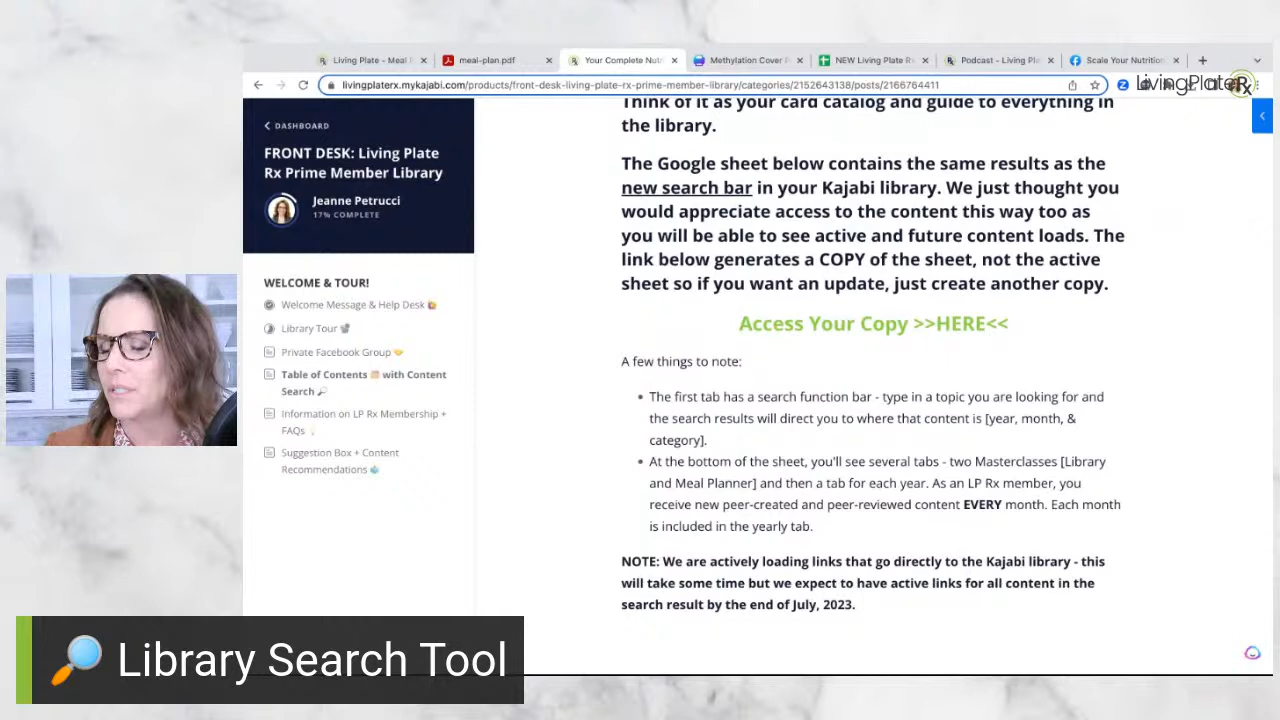 Living Plate - Meal P
meal-plan.pdf
Your Complete Nut
Methylation Cover P
NEW Living Plate Rx
Podcast - Living Pla
Scale Your Nutrition
livingplaterx.mykajabi.com/products/front-desk-living-plate-rx-prime-member-library/categories/2152643138/posts/2166764411
LivingPlateRx
DASHBOARD
FRONT DESK: Living Plate
Rx Prime Member Library
Jeanne Petrucci
17% COMPLETE
WELCOME & TOUR!
Welcome Message & Help Desk
Library Tour
Private Facebook Group
Table of Contents with Content
Search
Information on LP Rx Membership +
FAQs
Suggestion Box + Content
Recommendations
Think of it as your card catalog and guide to everything in
the library.
The Google sheet below contains the same results as the
new search bar in your Kajabi library. We just thought you
would appreciate access to the content this way too as
you will be able to see active and future content loads. The
link below generates a COPY of the sheet, not the active
sheet so if you want an update, just create another copy.
Access Your Copy >>HERE<<
A few things to note:
• The first tab has a search function bar - type in a topic you are looking for and
the search results will direct you to where that content is [year, month, &
category].
• At the bottom of the sheet, you'll see several tabs - two Masterclasses [Library
and Meal Planner] and then a tab for each year. As an LP Rx member, you
receive new peer-created and peer-reviewed content EVERY month. Each month
is included in the yearly tab.
NOTE: We are actively loading links that go directly to the Kajabi library - this
will take some time but we expect to have active links for all content in the
search result by the end of July, 2023.
Library Search Tool